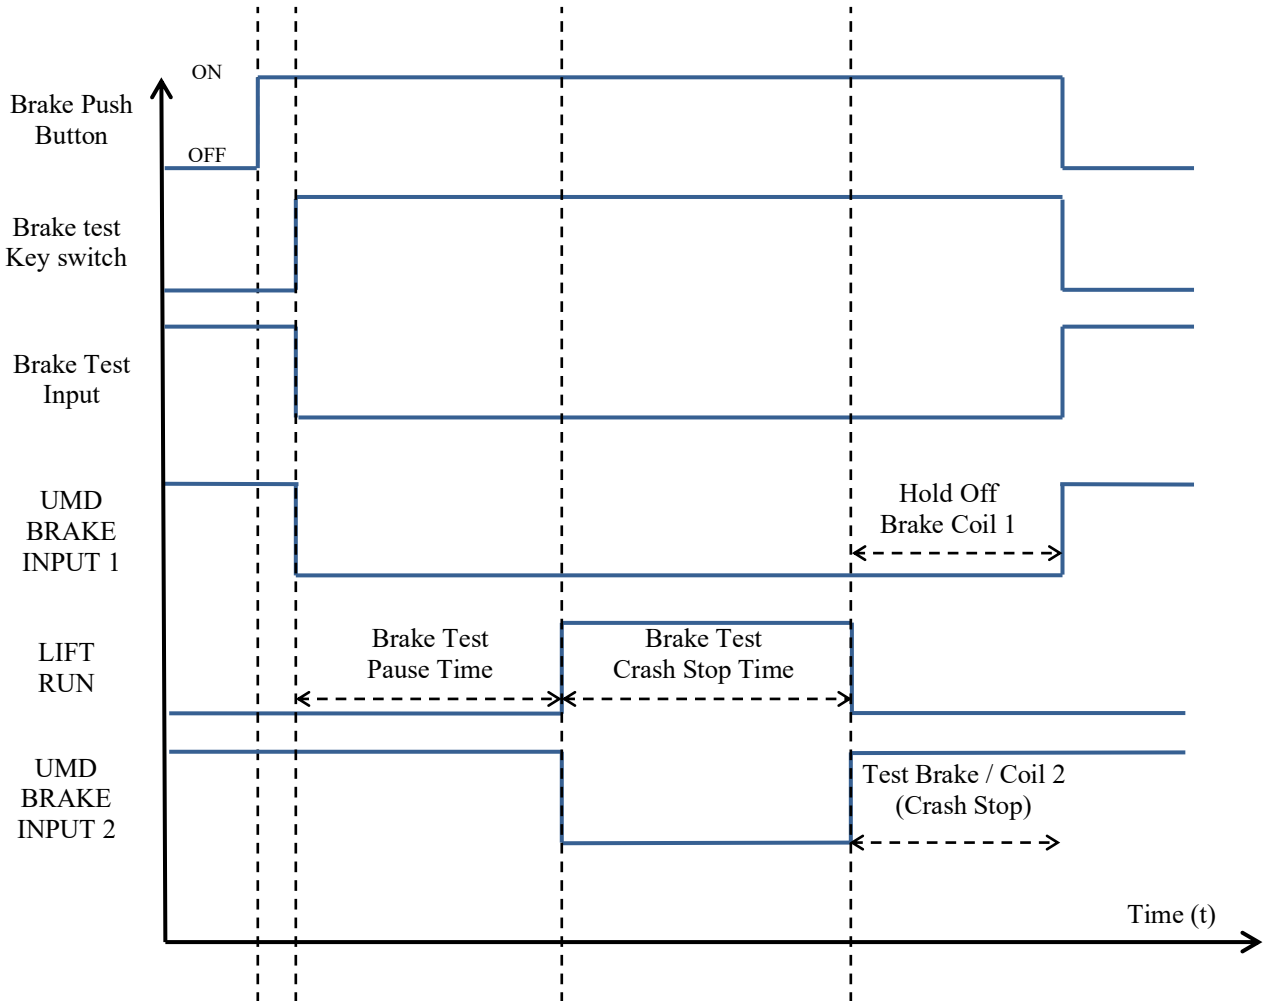 ON
Brake Push
Button
OFF
Brake test
Key switch
Brake Test
Input
UMD
BRAKE
INPUT 1
Hold Off
Brake Coil 1
LIFT
RUN
Brake Test
Pause Time
Brake Test
Crash Stop Time
UMD
BRAKE
INPUT 2
Test Brake / Coil 2
(Crash Stop)
Time (t)